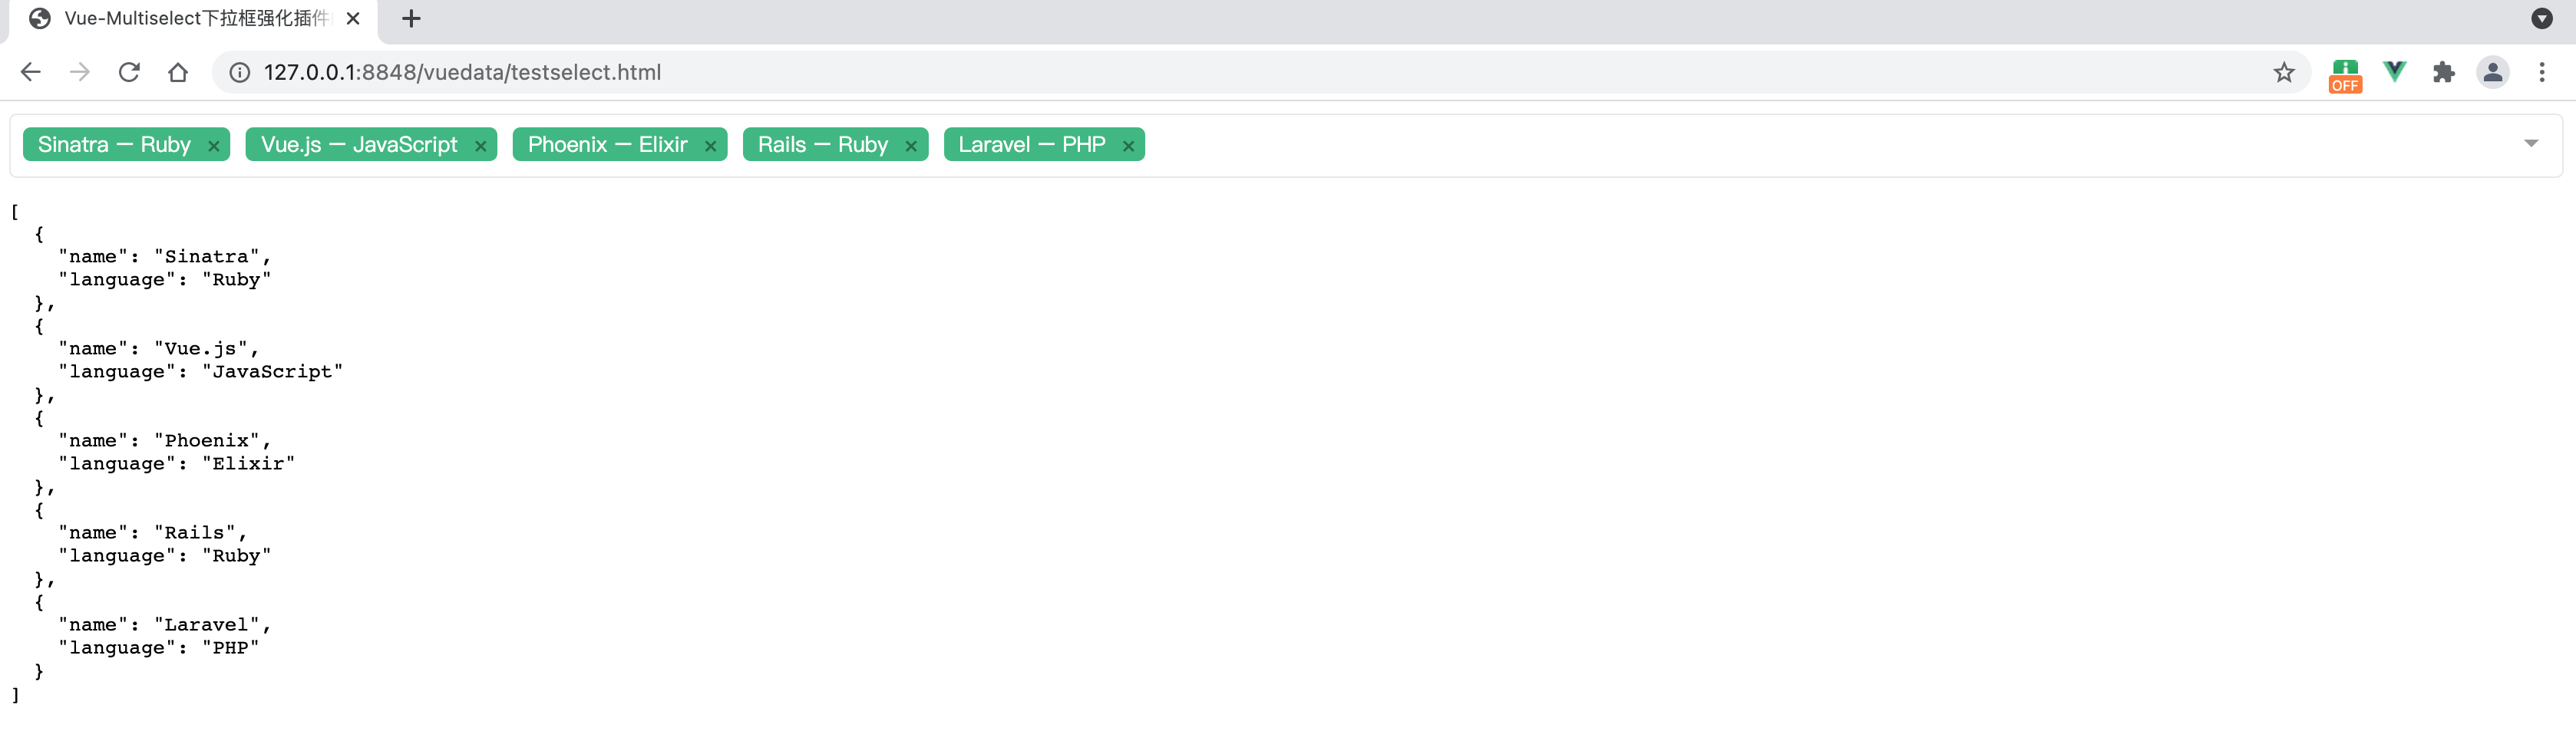 Vue-Multiselect下拉框强化插件
127.0.0.1:8848/vuedata/testselect.html
OFF
Sinatra — Ruby Vue.js — JavaScript Phoenix — Elixir Rails — Ruby Laravel — PHP
[
  {
    "name": "Sinatra",
    "language": "Ruby"
  },
  {
    "name": "Vue.js",
    "language": "JavaScript"
  },
  {
    "name": "Phoenix",
    "language": "Elixir"
  },
  {
    "name": "Rails",
    "language": "Ruby"
  },
  {
    "name": "Laravel",
    "language": "PHP"
  }
]